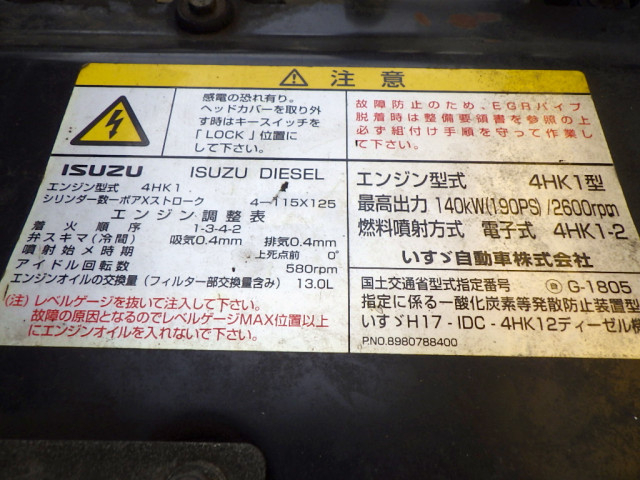 注意
感電の恐れ有り。
ヘッドカバーを取り外
す時はキースイッチを
「LOCK」位置に
して下さい。
故障防止のため、EGRパイプ
脱着時は整備要領書を参照の上
必ず組付け手順を守って作業し
て下さい。
ISUZU ISUZU DIESEL
エンジン型式 4HK1
シリンダー数ーボアXストローク 4-115X125
エンジン調整表
着火順序 1-3-4-2
弁スキマ(冷間) 吸気0.4mm 排気0.4mm
噴射始メ時期 上死点前 0°
アイドル回転数 580rpm
エンジンオイルの交換量(フィルター部交換量含み) 13.0L
(注)レベルゲージを抜いて注入して下さい。
故障の原因となるのでレベルゲージMAX位置以上
にエンジンオイルを入れないで下さい。
エンジン型式 4HK1型
最高出力 140kW(190PS)/2600rpm
燃料噴射方式 電子式 4HK1-2
いすゞ自動車株式会社
国土交通省型式指定番号 G-1805
指定に係る一酸化炭素等発散防止装置型
いすゞH17-IDC-4HK12ディーゼル機
PNO.8980788400